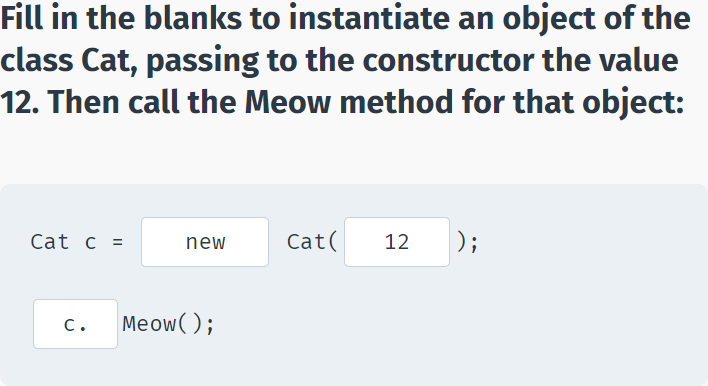 Fill in the blanks to instantiate an object of the
class Cat, passing to the constructor the value
12. Then call the Meow method for that object:
Cat c = new Cat( 12 );
c. Meow();